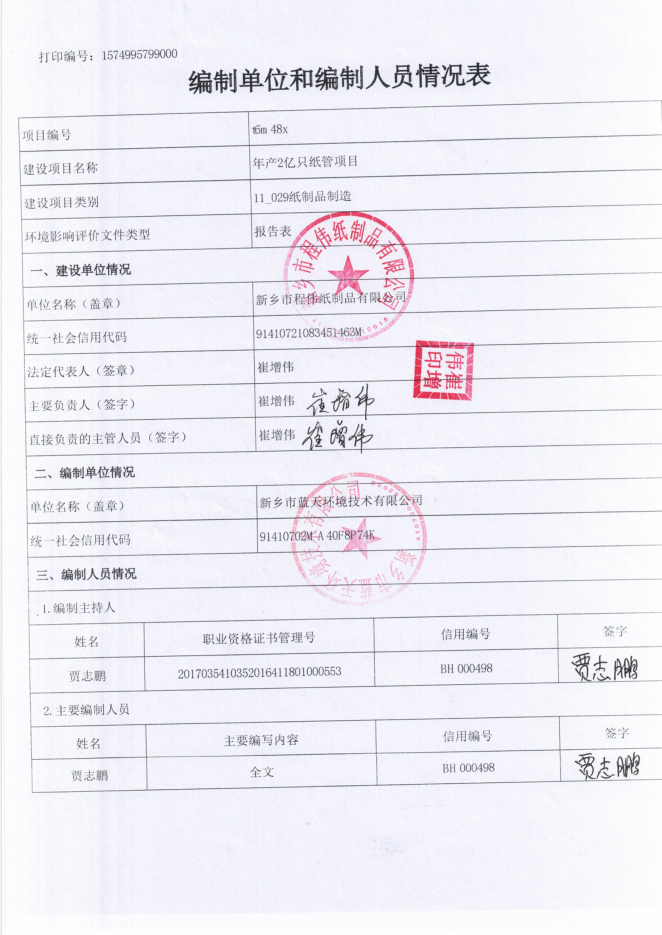 打印编号：1574995799000
编制单位和编制人员情况表
项目编号 t6m 48x
建设项目名称 年产2亿只纸管项目
建设项目类别 11_029纸制品制造
环境影响评价文件类型 报告表
一、建设单位情况
单位名称（盖章） 新乡市程伟纸制品有限公司
统一社会信用代码 91410721083451463M
法定代表人（签章） 崔增伟
主要负责人（签字） 崔增伟 崔增伟
直接负责的主管人员（签字） 崔增伟 崔增伟
二、编制单位情况
单位名称（盖章） 新乡市蓝天环境技术有限公司
统一社会信用代码 91410702M A 40F8P74K
三、编制人员情况
1.编制主持人
姓名 职业资格证书管理号 信用编号 签字
贾志鹏 2017035410352016411801000553 BH 000498 贾志鹏
2.主要编制人员
姓名 主要编写内容 信用编号 签字
贾志鹏 全文 BH 000498 贾志鹏
新乡市程伟纸制品有限公司
崔增伟印
新乡市蓝天环境技术有限公司